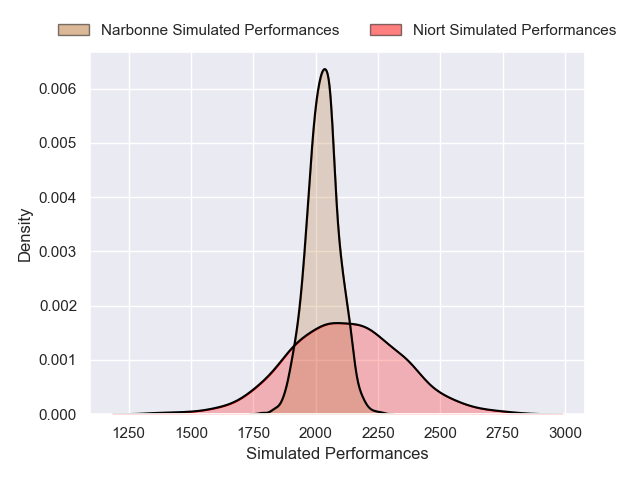 Narbonne Simulated Performances Niort Simulated Performances
0.006
0.005
0.004
0.003
0.002
0.001
0.000
Density
1250 1500 1750 2000 2250 2500 2750 3000
Simulated Performances